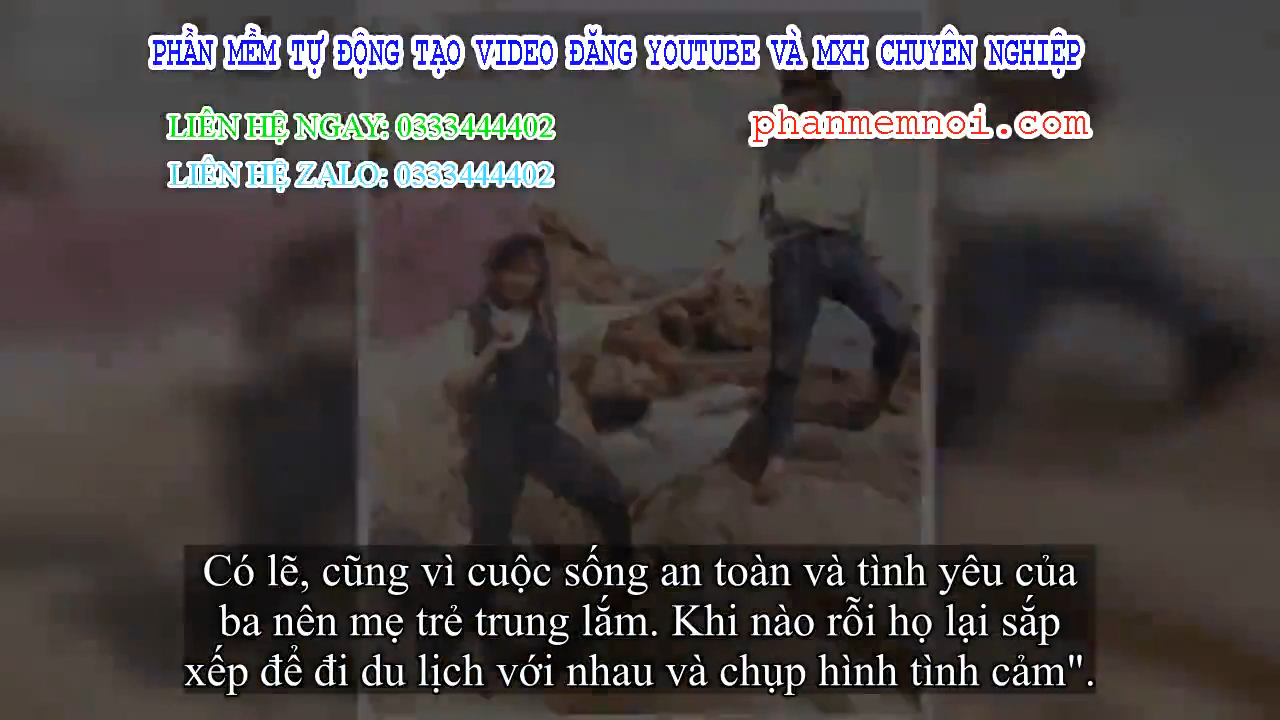 PHẦN MỀM TỰ ĐỘNG TẠO VIDEO ĐĂNG YOUTUBE VÀ MXH CHUYÊN NGHIỆP
LIÊN HỆ NGAY: 0333444402
phanmemnoi.com
LIÊN HỆ ZALO: 0333444402
Có lẽ, cũng vì cuộc sống an toàn và tình yêu của
ba nên mẹ trẻ trung lắm. Khi nào rỗi họ lại sắp
xếp để đi du lịch với nhau và chụp hình tình cảm".